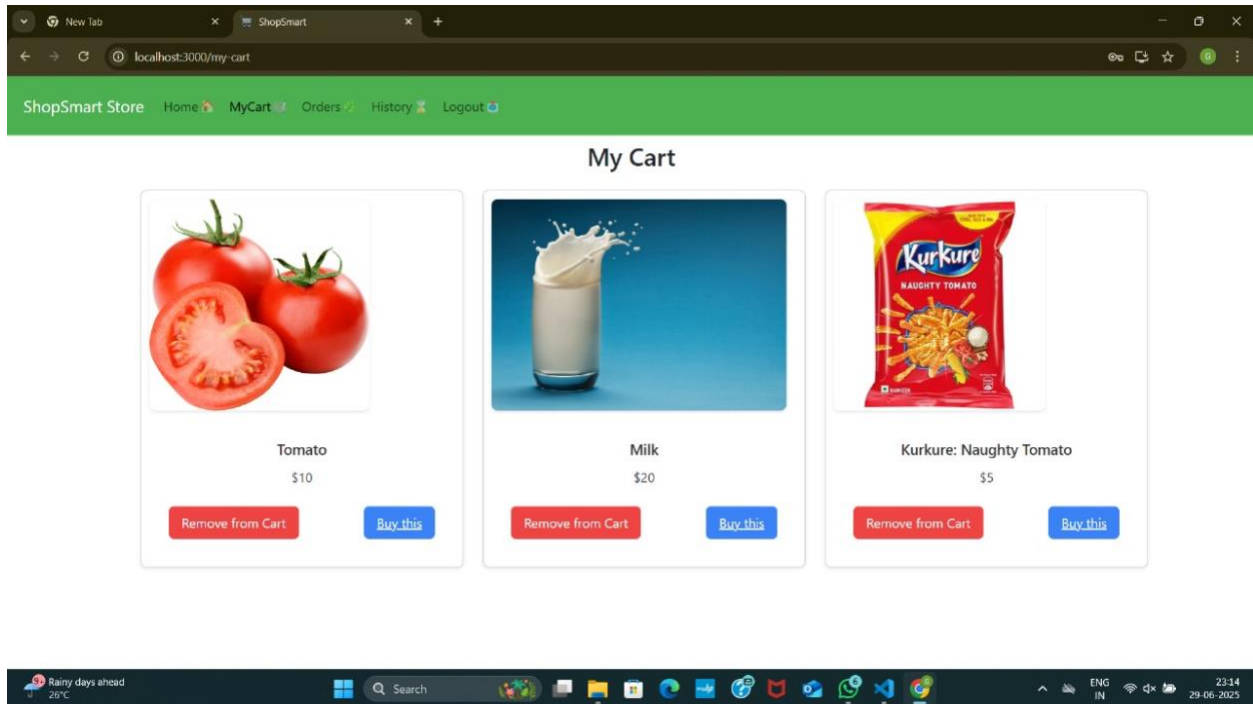 New Tab
ShopSmart
localhost:3000/my-cart
G
ShopSmart Store Home MyCart Orders History Logout
My Cart
Kurkure
NAUGHTY TOMATO
Tomato
Milk
Kurkure: Naughty Tomato
$10
$20
$5
Remove from Cart Buy this
Remove from Cart Buy this
Remove from Cart Buy this
Rainy days ahead
26°C
Search
ENG
IN
23:14
29-06-2025